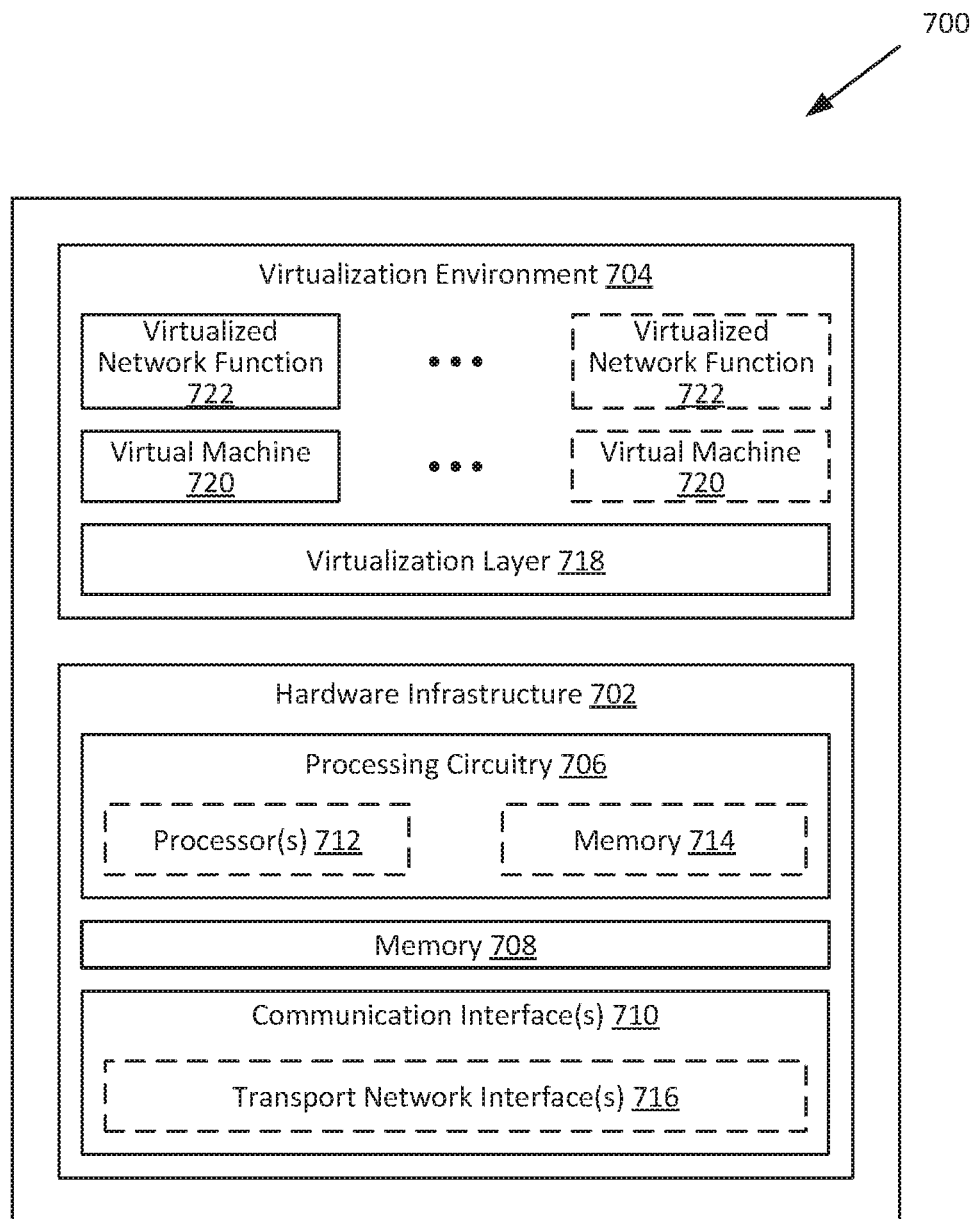 700
Virtualization Environment 704
Virtualized
Network Function
722
Virtualized
Network Function
722
Virtual Machine
720
Virtual Machine
720
Virtualization Layer 718
Hardware Infrastructure 702
Processing Circuitry 706
Processor(s) 712
Memory 714
Memory 708
Communication Interface(s) 710
Transport Network Interface(s) 716